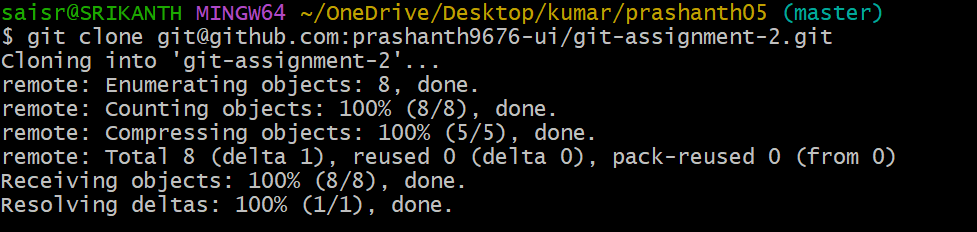 saisr@SRIKANTH MINGW64 ~/OneDrive/Desktop/kumar/prashanth05 (master)
$ git clone git@github.com:prashanth9676-ui/git-assignment-2.git
Cloning into 'git-assignment-2'...
remote: Enumerating objects: 8, done.
remote: Counting objects: 100% (8/8), done.
remote: Compressing objects: 100% (5/5), done.
remote: Total 8 (delta 1), reused 0 (delta 0), pack-reused 0 (from 0)
Receiving objects: 100% (8/8), done.
Resolving deltas: 100% (1/1), done.